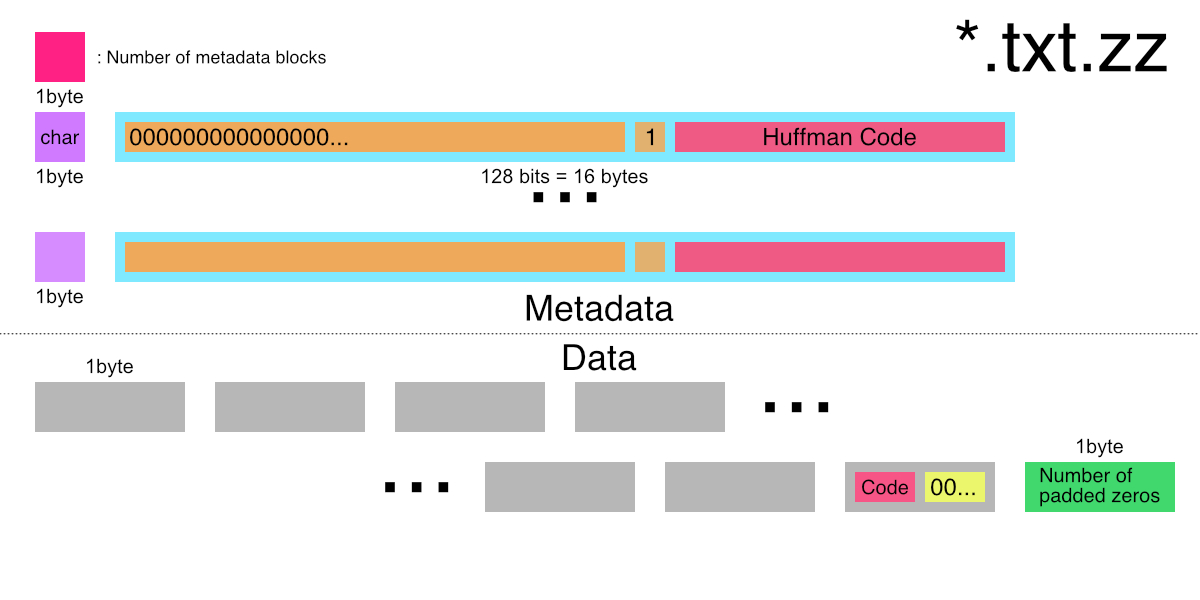 *.txt.zz
: Number of metadata blocks
1byte
char
000000000000000...
1
Huffman Code
1byte
128 bits = 16 bytes
...
1byte
Metadata
Data
1byte
...
1byte
...
Code
00...
Number of
padded zeros